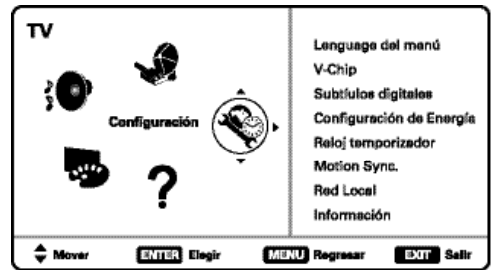 TV
Configuración
Lenguage del menú
V-Chip
Subtíulos digitales
Configuración de Energía
Reloj temporizador
Motion Sync.
Red Local
Información
Mover ENTER Elegir MENU Regresar EXIT Salir